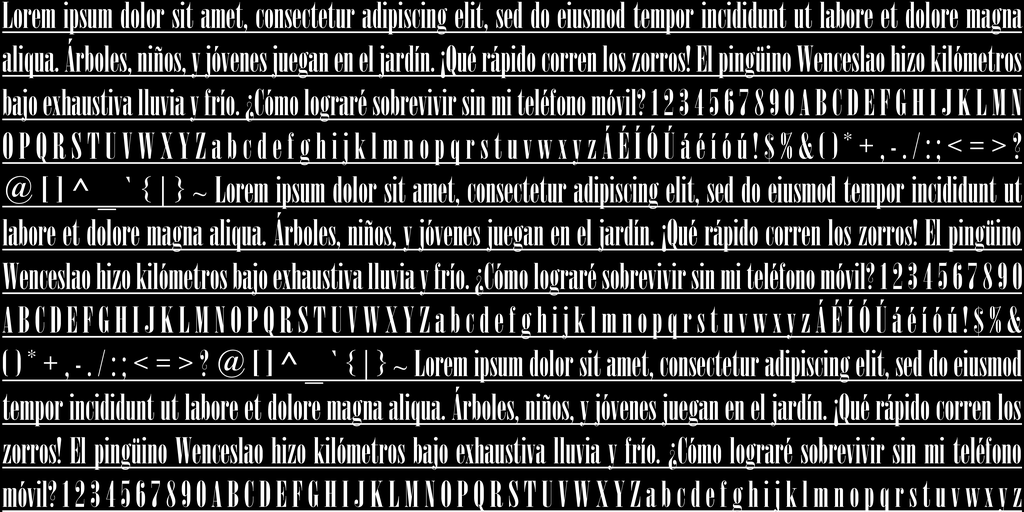 Lorem ipsum dolor sit amet, consectetur adipiscing elit, sed do eiusmod tempor incididunt ut labore et dolore magna
aliqua. Árboles, niños, y jóvenes juegan en el jardín. ¡Qué rápido corren los zorros! El pingüino Wenceslao hizo kilómetros
bajo exhaustiva lluvia y frío. ¿Cómo lograré sobrevivir sin mi teléfono móvil? 1 2 3 4 5 6 7 8 9 0 A B C D E F G H I J K L M N
O P Q R S T U V W X Y Z a b c d e f g h i j k l m n o p q r s t u v w x y z Á É Í Ó Ú á é í ó ú ! $ % & ( ) * + , - . / : ; < = > ?
@ [ ] ^ _ ` { | } ~ Lorem ipsum dolor sit amet, consectetur adipiscing elit, sed do eiusmod tempor incididunt ut
labore et dolore magna aliqua. Árboles, niños, y jóvenes juegan en el jardín. ¡Qué rápido corren los zorros! El pingüino
Wenceslao hizo kilómetros bajo exhaustiva lluvia y frío. ¿Cómo lograré sobrevivir sin mi teléfono móvil? 1 2 3 4 5 6 7 8 9 0
A B C D E F G H I J K L M N O P Q R S T U V W X Y Z a b c d e f g h i j k l m n o p q r s t u v w x y z Á É Í Ó Ú á é í ó ú ! $ % &
( ) * + , - . / : ; < = > ? @ [ ] ^ _ ` { | } ~ Lorem ipsum dolor sit amet, consectetur adipiscing elit, sed do eiusmod
tempor incididunt ut labore et dolore magna aliqua. Árboles, niños, y jóvenes juegan en el jardín. ¡Qué rápido corren los
zorros! El pingüino Wenceslao hizo kilómetros bajo exhaustiva lluvia y frío. ¿Cómo lograré sobrevivir sin mi teléfono
móvil? 1 2 3 4 5 6 7 8 9 0 A B C D E F G H I J K L M N O P Q R S T U V W X Y Z a b c d e f g h i j k l m n o p q r s t u v w x y z